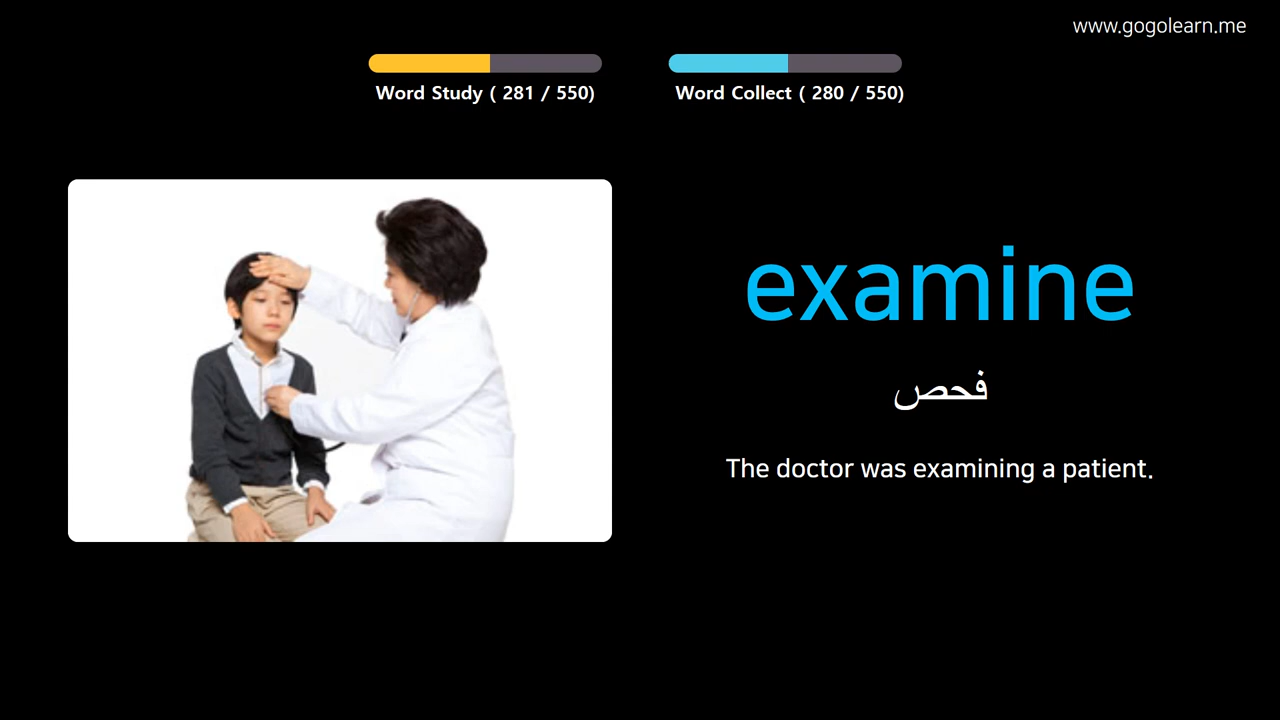 www.gogolearn.me
Word Study ( 281 / 550)
Word Collect ( 280 / 550)
examine
فحص
The doctor was examining a patient.